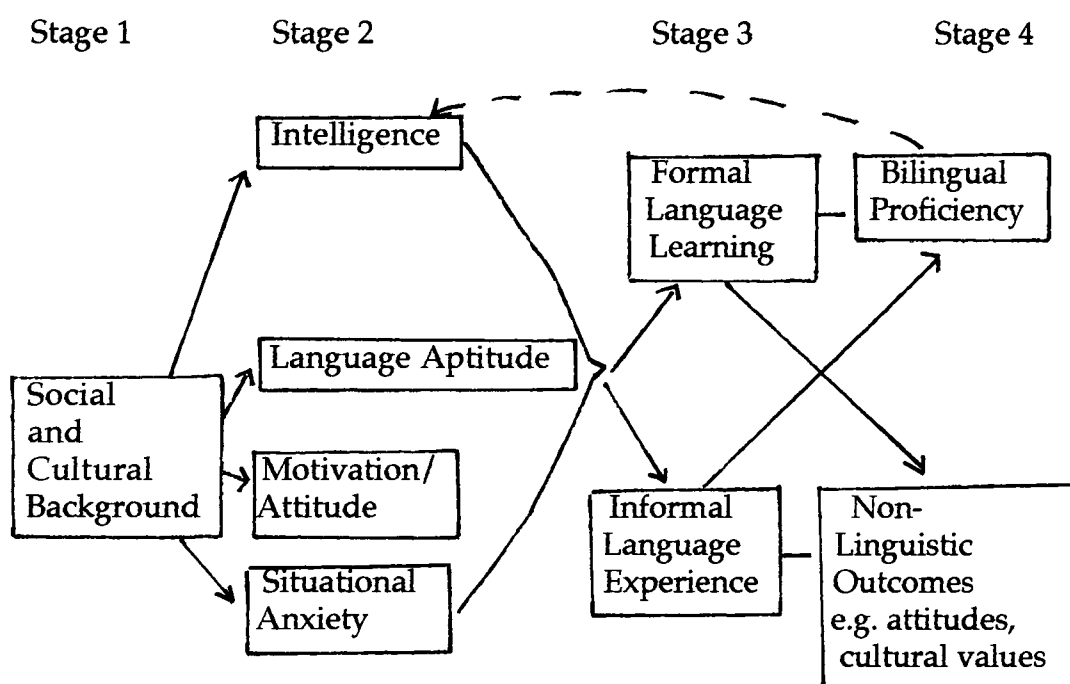 Stage 1
Stage 2
Stage 3
Stage 4
Social
and
Cultural
Background
Intelligence
Language Aptitude
Motivation/
Attitude
Situational
Anxiety
Formal
Language
Learning
Informal
Language
Experience
Bilingual
Proficiency
Non-
Linguistic
Outcomes
e.g. attitudes,
cultural values